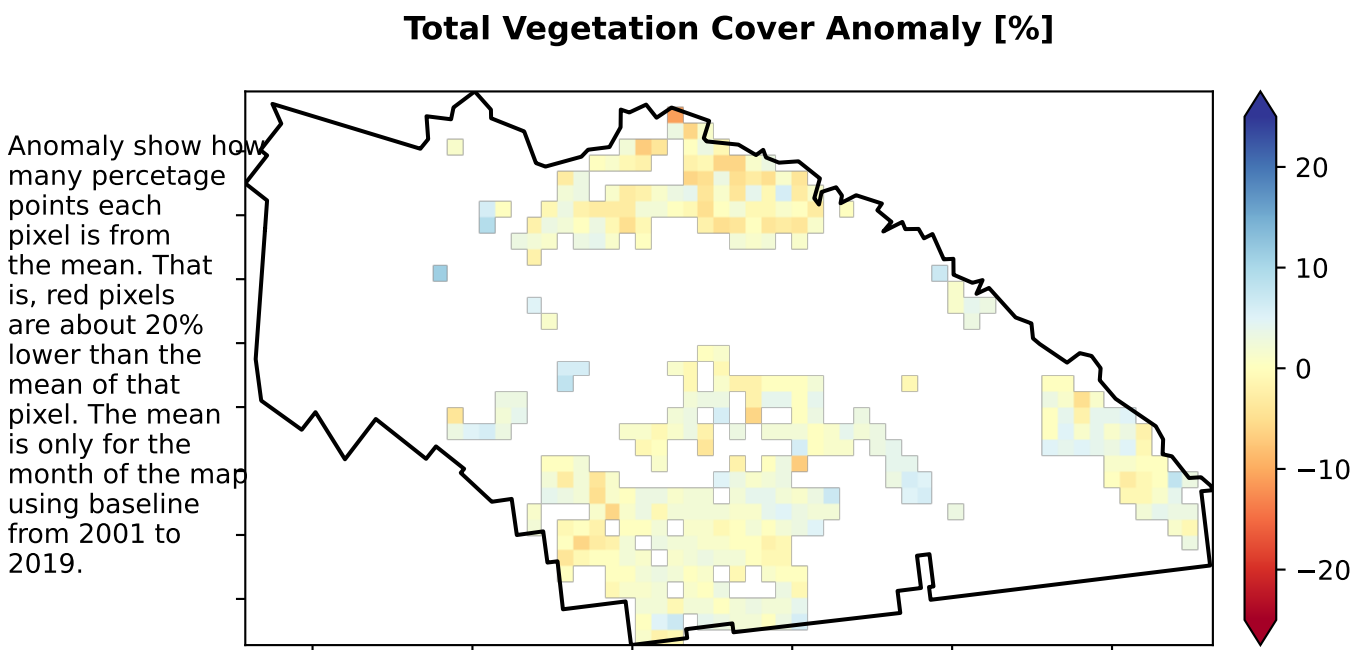 Total Vegetation Cover Anomaly [%]
Anomaly show how
many percetage
points each
pixel is from
the mean. That
is, red pixels
are about 20%
lower than the
mean of that
pixel. The mean
is only for the
month of the map
using baseline
from 2001 to
2019.
20
10
0
−10
−20